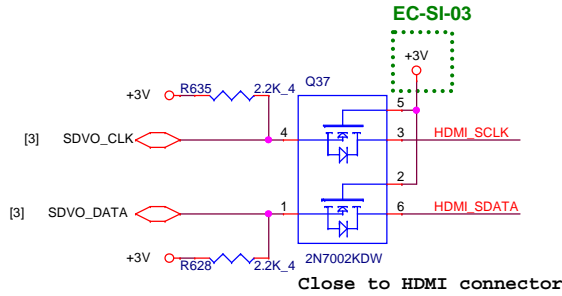 EC-SI-03
+3V
Q37
+3V R635 2.2K_4
5
[3] SDVO_CLK 4 3 HDMI_SCLK
2
[3] SDVO_DATA 1 6 HDMI_SDATA
+3V R628 2.2K_4 2N7002KDW
Close to HDMI connector